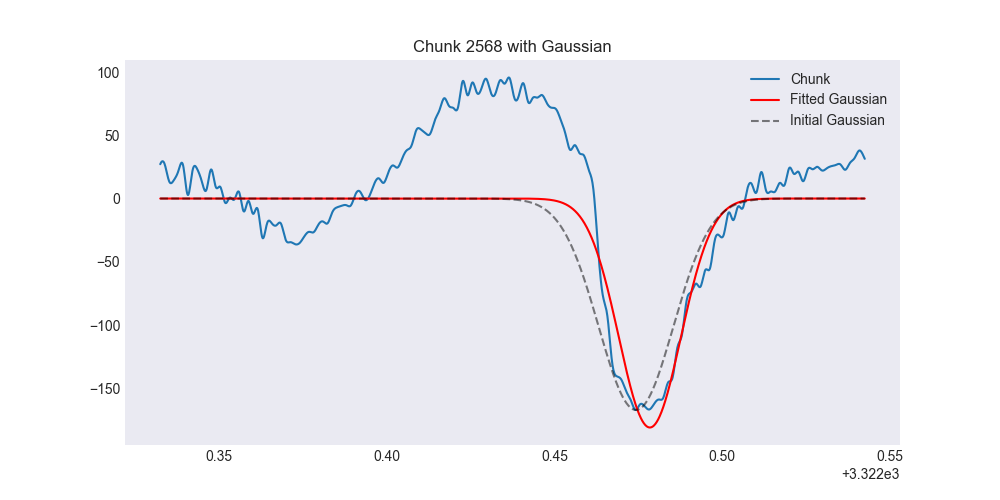 Chunk 2568 with Gaussian
Chunk
Fitted Gaussian
Initial Gaussian
100
50
0
−50
−100
−150
0.35 0.40 0.45 0.50 0.55
+3.322e3